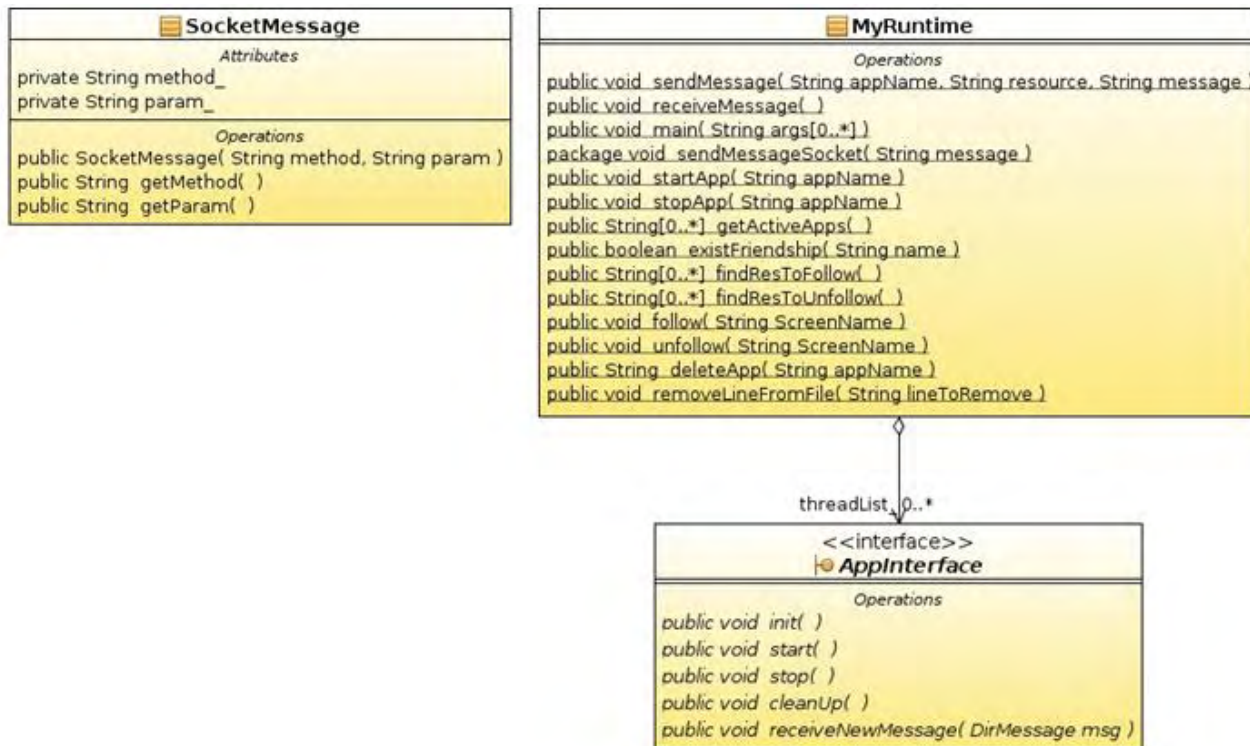 SocketMessage
Attributes
private String method_
private String param_
Operations
public SocketMessage( String method, String param )
public String getMethod( )
public String getParam( )
MyRuntime
Operations
public void sendMessage( String appName, String resource, String message
public void receiveMessage( )
public void main( String args[0..*] )
package void sendMessageSocket( String message )
public void startApp( String appName )
public void stopApp( String appName )
public String[0..*] getActiveApps( )
public boolean existFriendship( String name )
public String[0..*] findResToFollow( )
public String[0..*] findResToUnfollow( )
public void follow( String ScreenName )
public void unfollow( String ScreenName )
public String deleteApp( String appName )
public void removeLineFromFile( String lineToRemove )
threadList 0..*
<<interface>>
AppInterface
Operations
public void init( )
public void start( )
public void stop( )
public void cleanUp( )
public void receiveNewMessage( DirMessage msg )